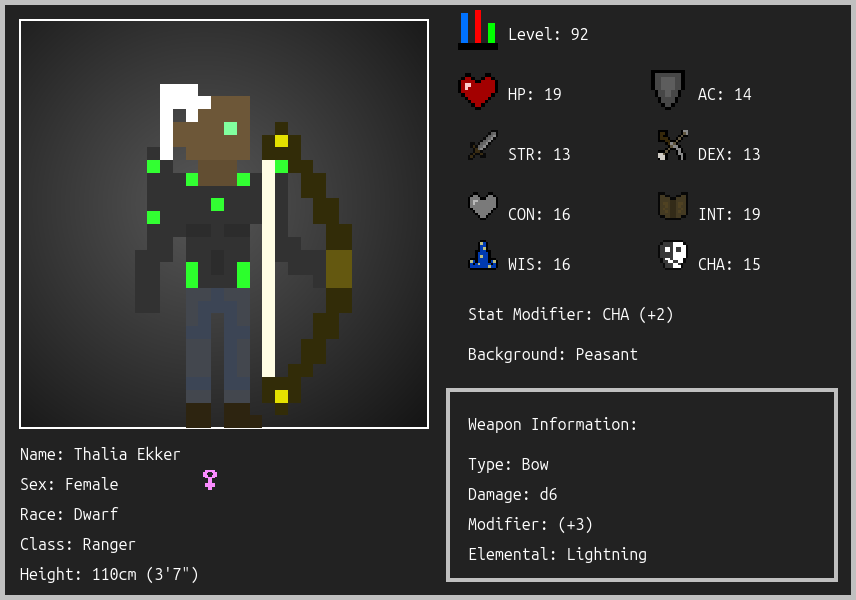 Level: 92
HP: 19
AC: 14
STR: 13
DEX: 13
CON: 16
INT: 19
WIS: 16
CHA: 15
Stat Modifier: CHA (+2)
Background: Peasant
Weapon Information:
Type: Bow
Damage: d6
Modifier: (+3)
Elemental: Lightning
Name: Thalia Ekker
Sex: Female
Race: Dwarf
Class: Ranger
Height: 110cm (3'7")